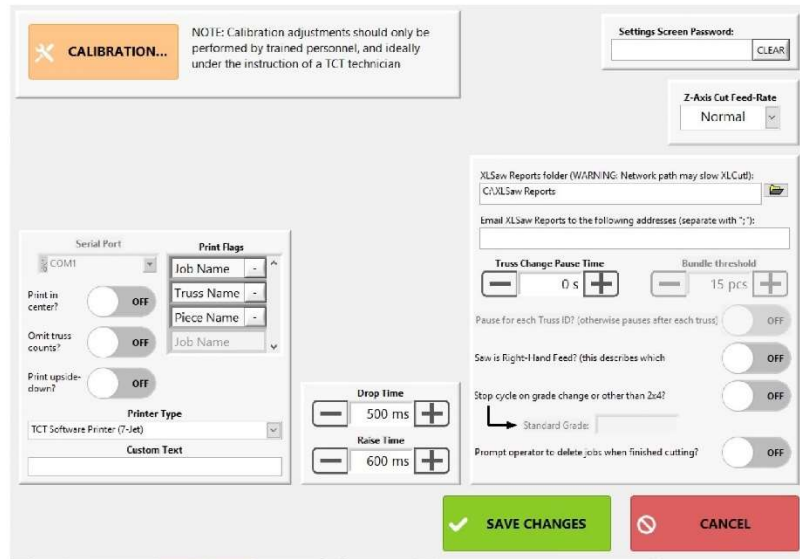 CALIBRATION...
NOTE: Calibration adjustments should only be
performed by trained personnel, and ideally
under the instruction of a TCT technician
Settings Screen Password:
CLEAR
Z-Axis Cut Feed-Rate
Normal
XLSaw Reports folder (WARNING: Network path may slow XLCut!):
C:\XLSaw Reports
Email XLSaw Reports to the following addresses (separate with ";"):
Truss Change Pause Time
0 s
Bundle threshold
15 pcs
Pause for each Truss ID? (otherwise pauses after each truss)
OFF
Saw is Right-Hand Feed? (this describes which
OFF
Stop cycle on grade change or other than 2x4?
OFF
Standard Grade:
Prompt operator to delete jobs when finished cutting?
OFF
Serial Port
COM1
Print in
center?
OFF
Omit truss
counts?
OFF
Print upside-
down?
OFF
Print Flags
Job Name -
Truss Name -
Piece Name -
Job Name
Printer Type
TCT Software Printer (7-Jet)
Custom Text
Drop Time
500 ms
Raise Time
600 ms
SAVE CHANGES
CANCEL